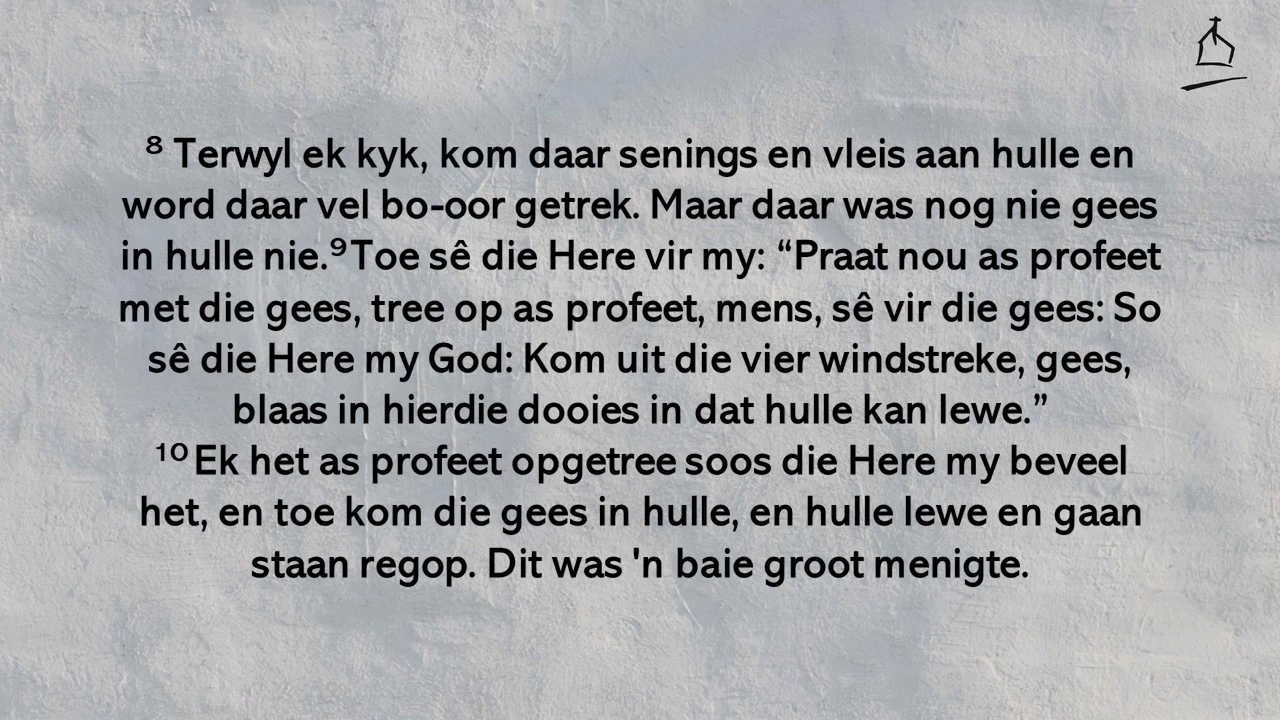 ⁸ Terwyl ek kyk, kom daar senings en vleis aan hulle en
word daar vel bo-oor getrek. Maar daar was nog nie gees
in hulle nie.⁹Toe sê die Here vir my: “Praat nou as profeet
met die gees, tree op as profeet, mens, sê vir die gees: So
sê die Here my God: Kom uit die vier windstreke, gees,
blaas in hierdie dooies in dat hulle kan lewe.”
¹⁰Ek het as profeet opgetree soos die Here my beveel
het, en toe kom die gees in hulle, en hulle lewe en gaan
staan regop. Dit was 'n baie groot menigte.